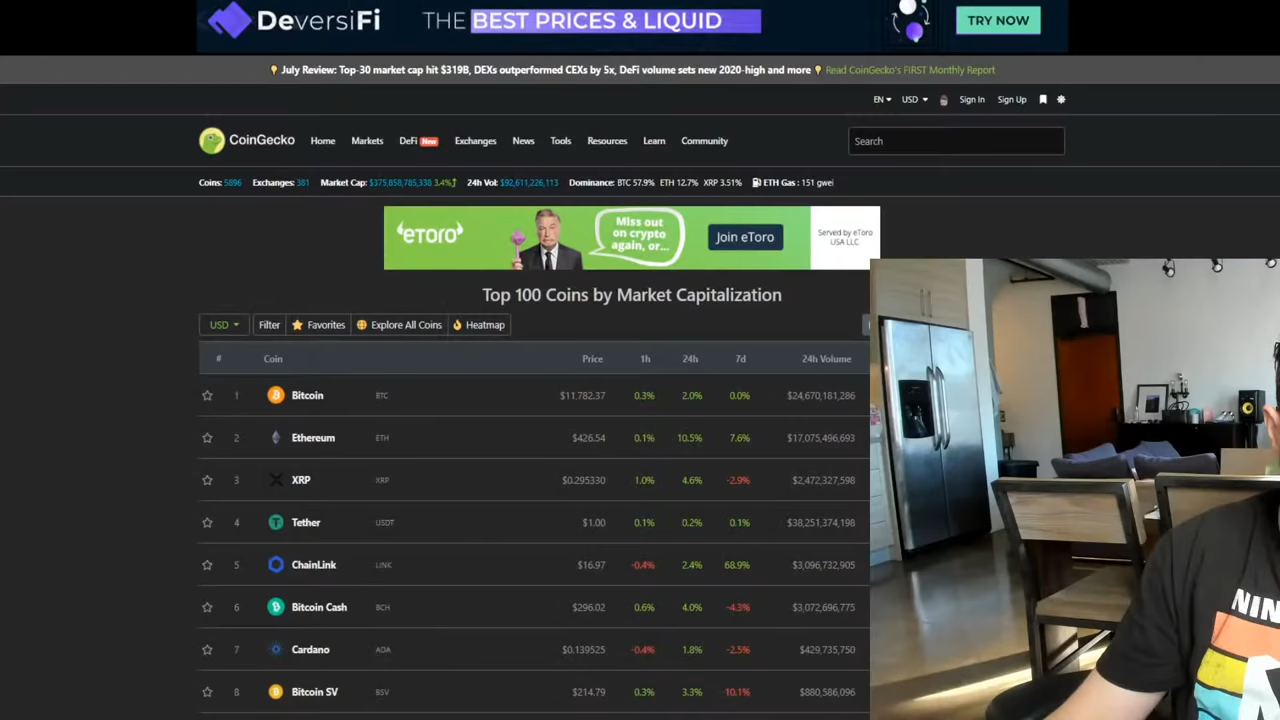 DeversiFi THE BEST PRICES & LIQUID TRY NOW
July Review: Top-30 market cap hit $319B, DEXs outperformed CEXs by 5x, DeFi volume sets new 2020-high and more Read CoinGecko's FIRST Monthly Report
EN USD Sign In Sign Up
CoinGecko Home Markets DeFi New Exchanges News Tools Resources Learn Community Search
Coins: 5896 Exchanges: 381 Market Cap: $375,858,785,338 3.4% 24h Vol: $92,611,226,113 Dominance: BTC 57.9% ETH 12.7% XRP 3.51% ETH Gas : 151 gwei
eToro
Miss out
on crypto
again, or...
Join eToro
Served by eToro
USA LLC
Top 100 Coins by Market Capitalization
USD Filter Favorites Explore All Coins Heatmap
# Coin Price 1h 24h 7d 24h Volume
1 Bitcoin BTC $11,782.37 0.3% 2.0% 0.0% $24,670,181,286
2 Ethereum ETH $426.54 0.1% 10.5% 7.6% $17,075,496,693
3 XRP XRP $0.295330 1.0% 4.6% -2.9% $2,472,327,598
4 Tether USDT $1.00 0.1% 0.2% 0.1% $38,251,374,198
5 ChainLink LINK $16.97 -0.4% 2.4% 68.9% $3,096,732,905
6 Bitcoin Cash BCH $296.02 0.6% 4.0% -4.3% $3,072,696,775
7 Cardano ADA $0.139525 -0.4% 1.8% -2.5% $429,735,750
8 Bitcoin SV BSV $214.79 0.3% 3.3% -10.1% $880,586,096
NIN